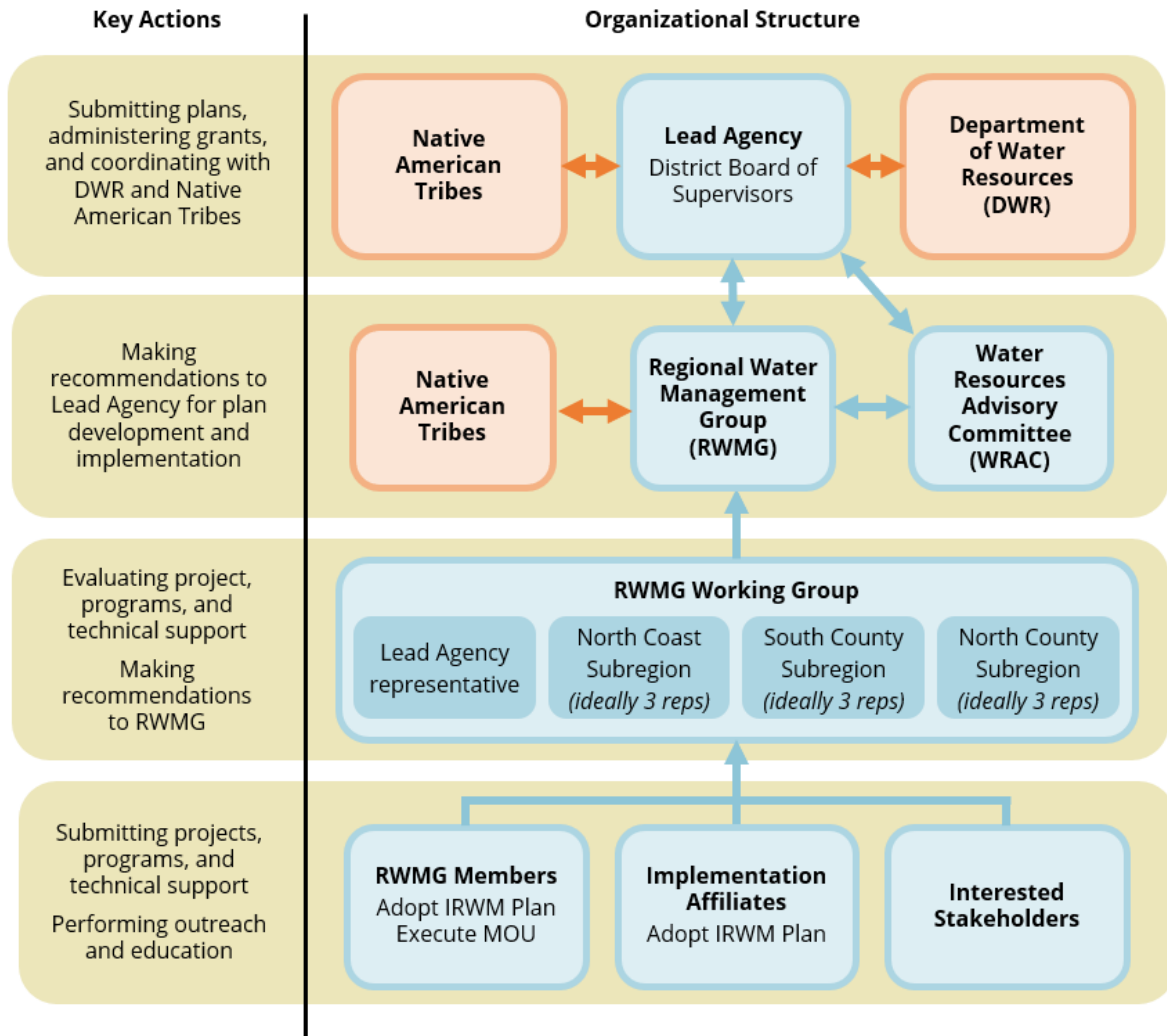 Key Actions
Organizational Structure
Submitting plans,
administering grants,
and coordinating with
DWR and Native
American Tribes
Native
American
Tribes
Lead Agency
District Board of
Supervisors
Department
of Water
Resources
(DWR)
Making
recommendations to
Lead Agency for plan
development and
implementation
Native
American
Tribes
Regional Water
Management
Group
(RWMG)
Water
Resources
Advisory
Committee
(WRAC)
Evaluating project,
programs, and
technical support
Making
recommendations
to RWMG
RWMG Working Group
Lead Agency
representative
North Coast
Subregion
(ideally 3 reps)
South County
Subregion
(ideally 3 reps)
North County
Subregion
(ideally 3 reps)
Submitting projects,
programs, and
technical support
Performing outreach
and education
RWMG Members
Adopt IRWM Plan
Execute MOU
Implementation
Affiliates
Adopt IRWM Plan
Interested
Stakeholders